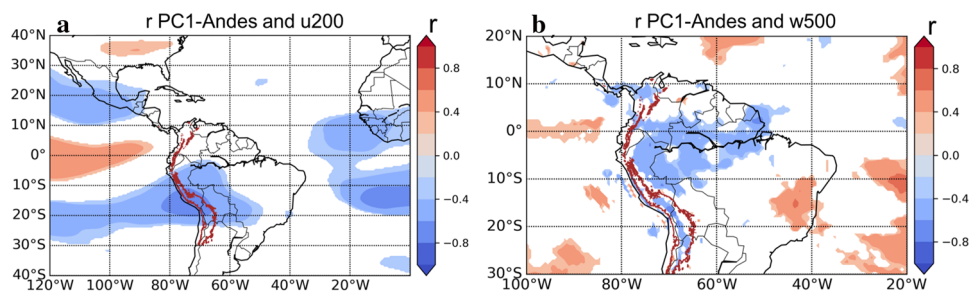 a r PC1-Andes and u200 r
40°N
30°N
20°N
10°N
0°
10°S
20°S
30°S
40°S
120°W 100°W 80°W 60°W 40°W 20°W
0.8
0.4
0.0
−0.4
−0.8
b r PC1-Andes and w500 r
20°N
10°N
0°
10°S
20°S
30°S
100°W 80°W 60°W 40°W 20°W
0.8
0.4
0.0
−0.4
−0.8